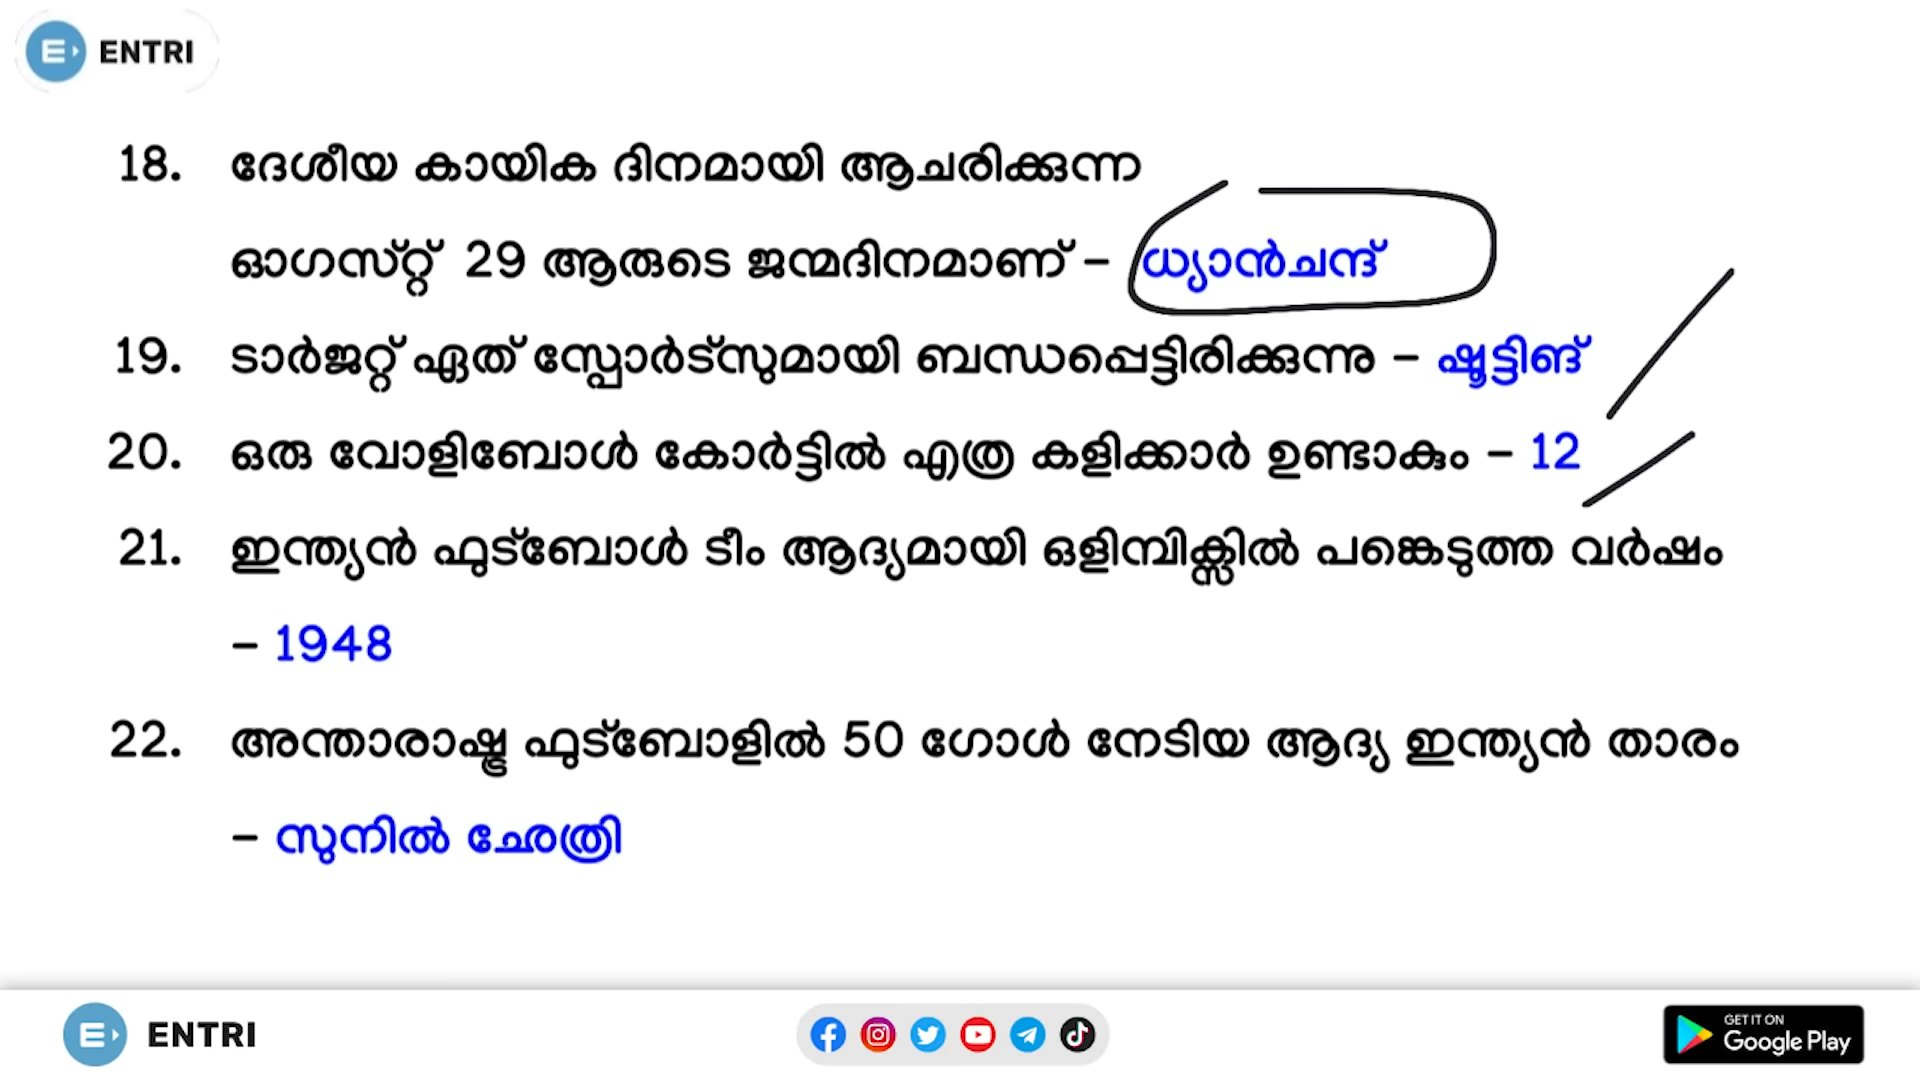 ENTRI
18. ദേശീയ കായിക ദിനമായി ആചരിക്കുന്ന
ഓഗസ്റ്റ് 29 ആരുടെ ജന്മദിനമാണ് – ധ്യാൻചന്ദ്
19. ടാർജറ്റ് ഏത് സ്പോർട്സുമായി ബന്ധപ്പെട്ടിരിക്കുന്നു – ഷൂട്ടിങ്
20. ഒരു വോളിബോൾ കോർട്ടിൽ എത്ര കളിക്കാർ ഉണ്ടാകും – 12
21. ഇന്ത്യൻ ഫുട്ബോൾ ടീം ആദ്യമായി ഒളിമ്പിക്സിൽ പങ്കെടുത്ത വർഷം
– 1948
22. അന്താരാഷ്ട്ര ഫുട്ബോളിൽ 50 ഗോൾ നേടിയ ആദ്യ ഇന്ത്യൻ താരം
– സുനിൽ ഛേത്രി
ENTRI
GET IT ON
Google Play